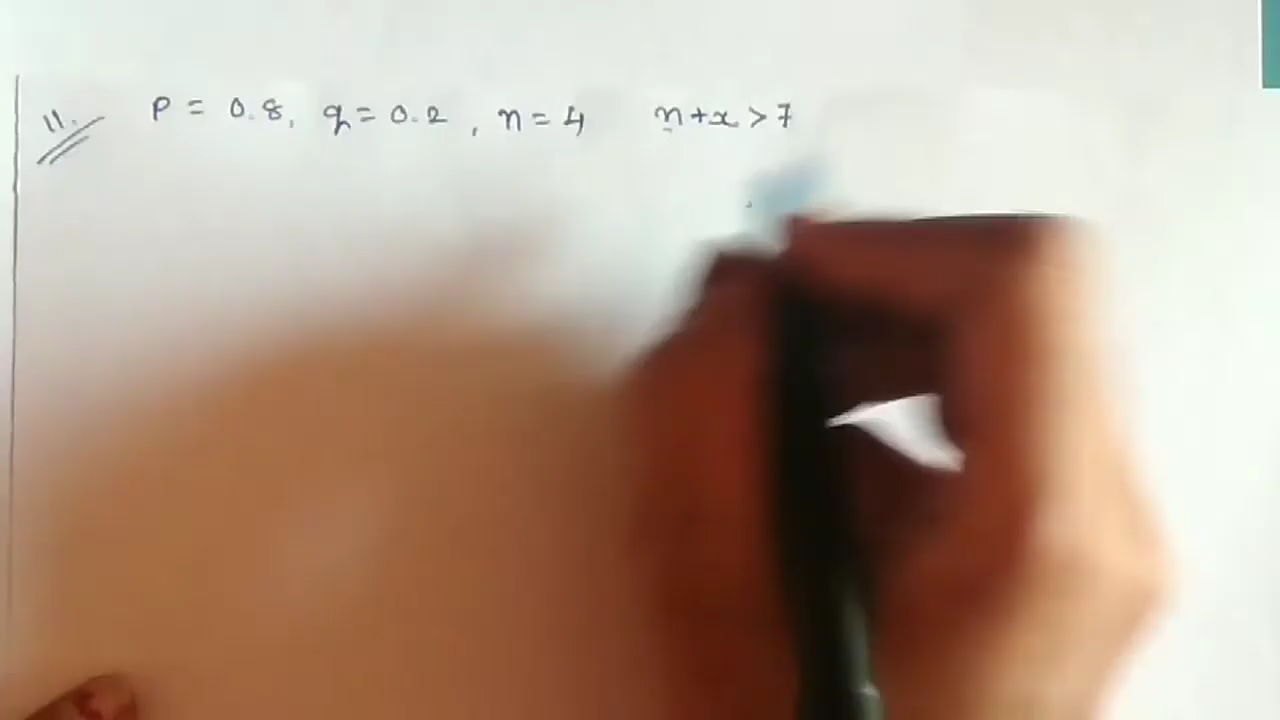 11. P = 0.8, q = 0.2, n = 4 n+x > 7